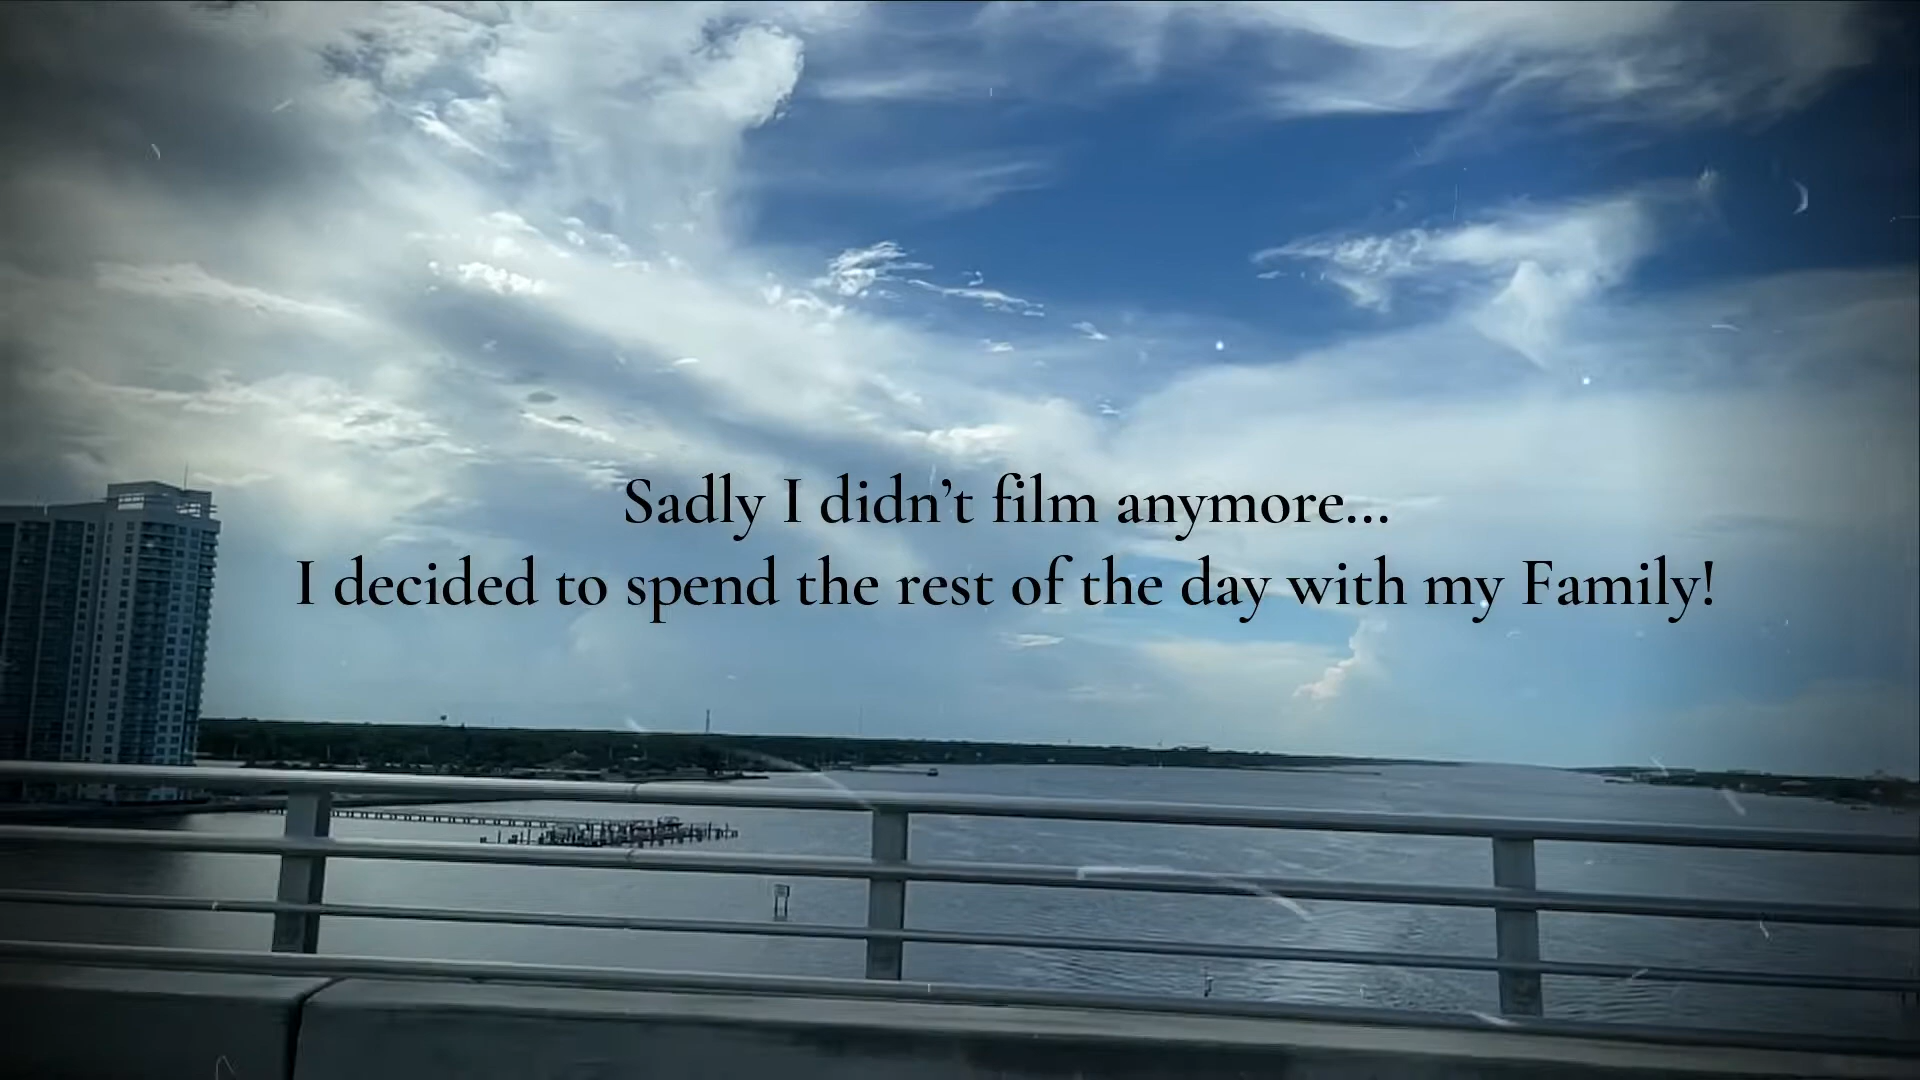 Sadly I didn’t film anymore...
I decided to spend the rest of the day with my Family!